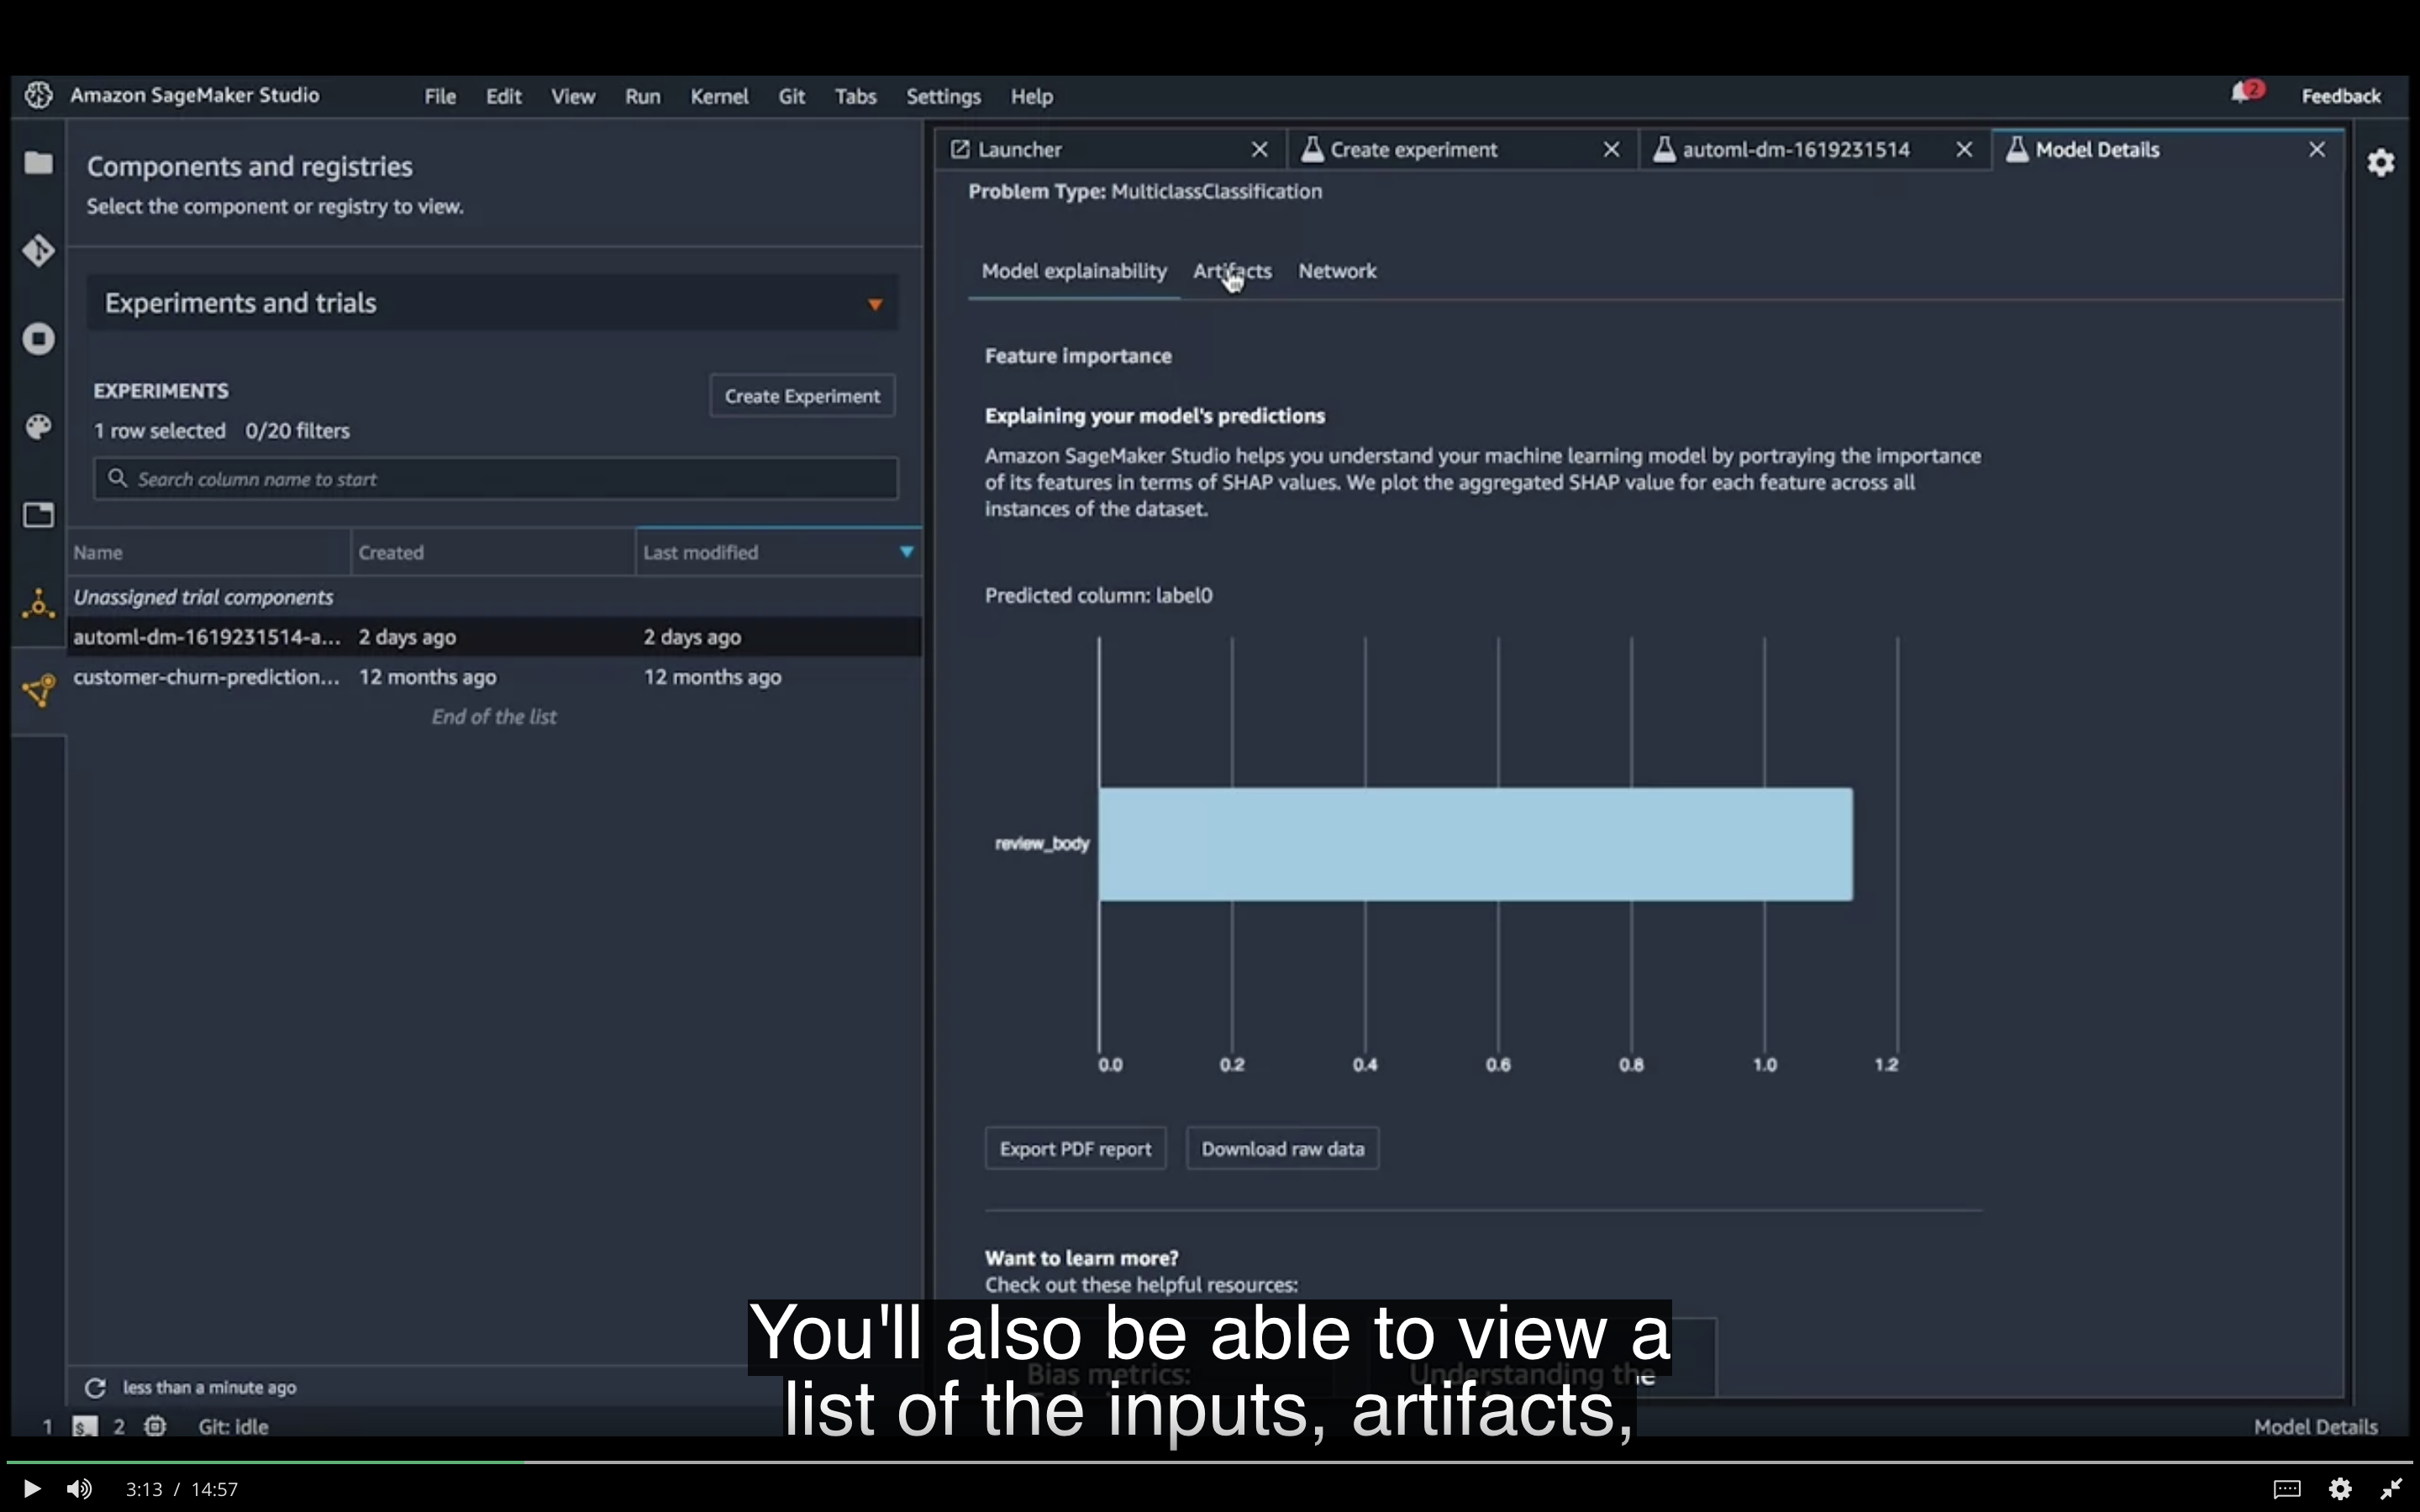 Amazon SageMaker Studio File Edit View Run Kernel Git Tabs Settings Help 2 Feedback
Components and registries
Select the component or registry to view.
Experiments and trials
EXPERIMENTS
Create Experiment
1 row selected 0/20 filters
Search column name to start
Name Created Last modified
Unassigned trial components
automl-dm-1619231514-a... 2 days ago 2 days ago
customer-churn-prediction... 12 months ago 12 months ago
End of the list
less than a minute ago
Launcher Create experiment automl-dm-1619231514 Model Details
Problem Type: MulticlassClassification
Model explainability Artifacts Network
Feature importance
Explaining your model's predictions
Amazon SageMaker Studio helps you understand your machine learning model by portraying the importance
of its features in terms of SHAP values. We plot the aggregated SHAP value for each feature across all
instances of the dataset.
Predicted column: label0
review_body
0.0 0.2 0.4 0.6 0.8 1.0 1.2
Export PDF report Download raw data
Want to learn more?
Check out these helpful resources:
Bias metrics: Understanding the
You'll also be able to view a
list of the inputs, artifacts,
1 $_ 2 Git: idle Model Details
3:13 / 14:57